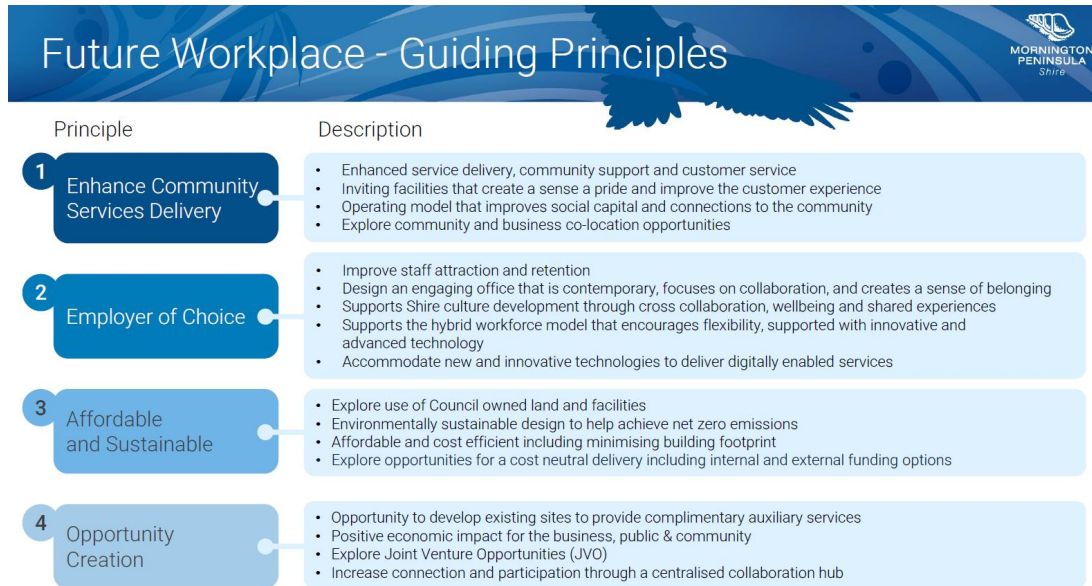 Future Workplace - Guiding Principles
MORNINGTON
PENINSULA
Shire
Principle
Description
1
Enhance Community
Services Delivery
• Enhanced service delivery, community support and customer service
• Inviting facilities that create a sense a pride and improve the customer experience
• Operating model that improves social capital and connections to the community
• Explore community and business co-location opportunities
2
Employer of Choice
• Improve staff attraction and retention
• Design an engaging office that is contemporary, focuses on collaboration, and creates a sense of belonging
• Supports Shire culture development through cross collaboration, wellbeing and shared experiences
• Supports the hybrid workforce model that encourages flexibility, supported with innovative and
advanced technology
• Accommodate new and innovative technologies to deliver digitally enabled services
3
Affordable
and Sustainable
• Explore use of Council owned land and facilities
• Environmentally sustainable design to help achieve net zero emissions
• Affordable and cost efficient including minimising building footprint
• Explore opportunities for a cost neutral delivery including internal and external funding options
4
Opportunity
Creation
• Opportunity to develop existing sites to provide complimentary auxiliary services
• Positive economic impact for the business, public & community
• Explore Joint Venture Opportunities (JVO)
• Increase connection and participation through a centralised collaboration hub